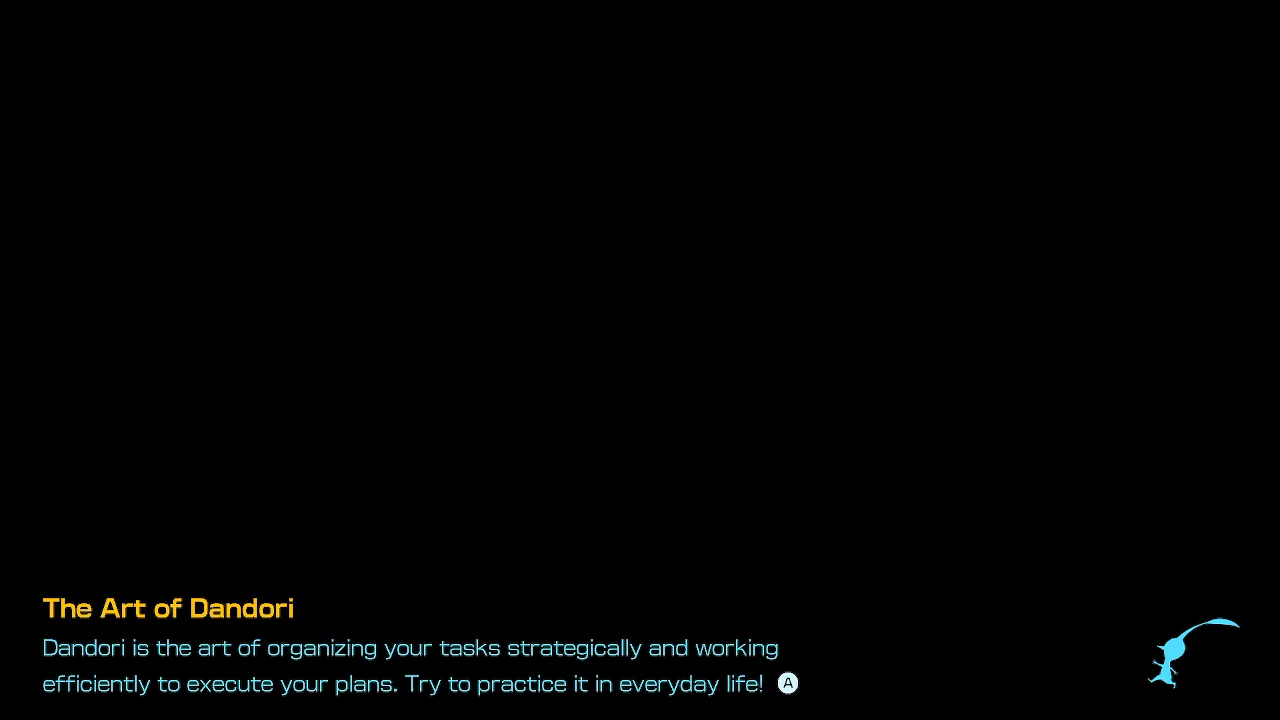 The Art of Dandori
Dandori is the art of organizing your tasks strategically and working
efficiently to execute your plans. Try to practice it in everyday life! A